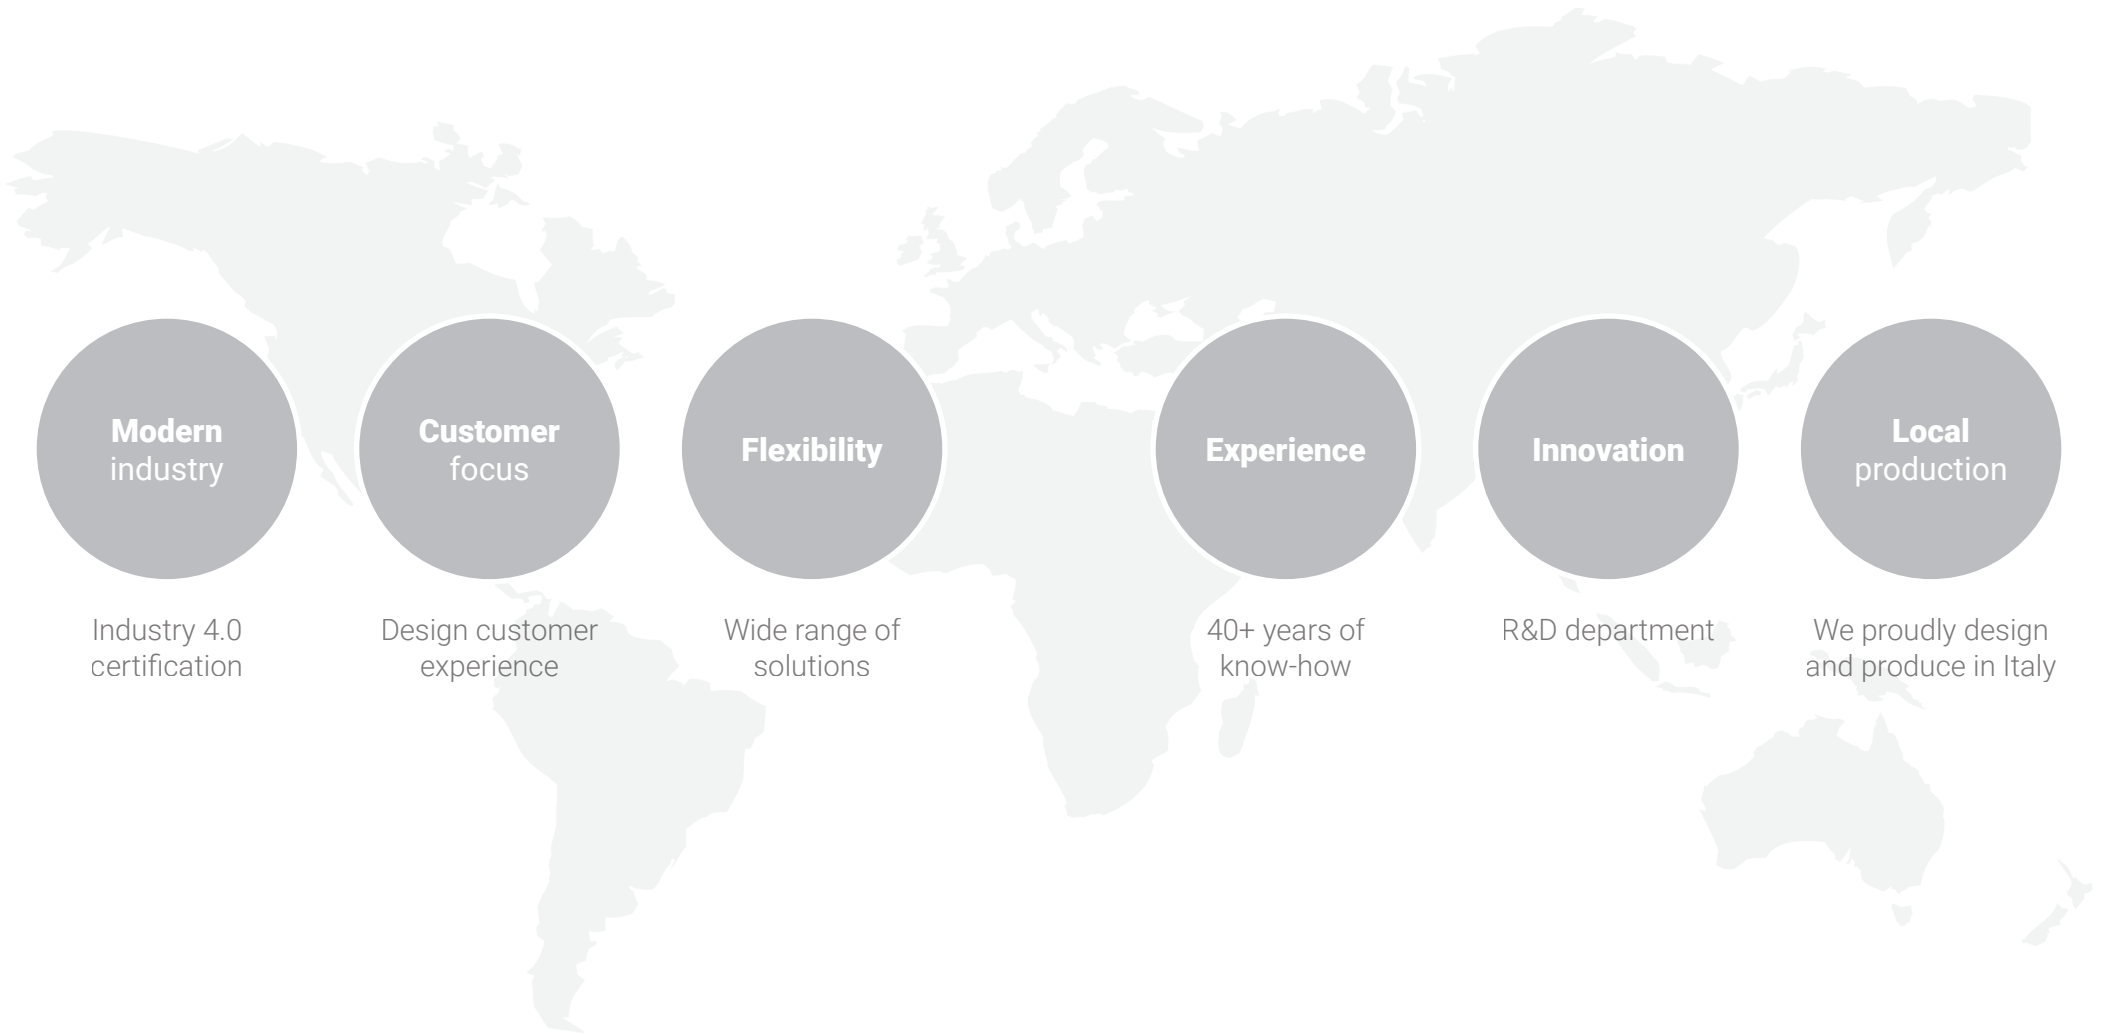 Modern
industry
Industry 4.0
certification
Customer
focus
Design customer
experience
Flexibility
Wide range of
solutions
Experience
40+ years of
know-how
Innovation
R&D department
Local
production
We proudly design
and produce in Italy